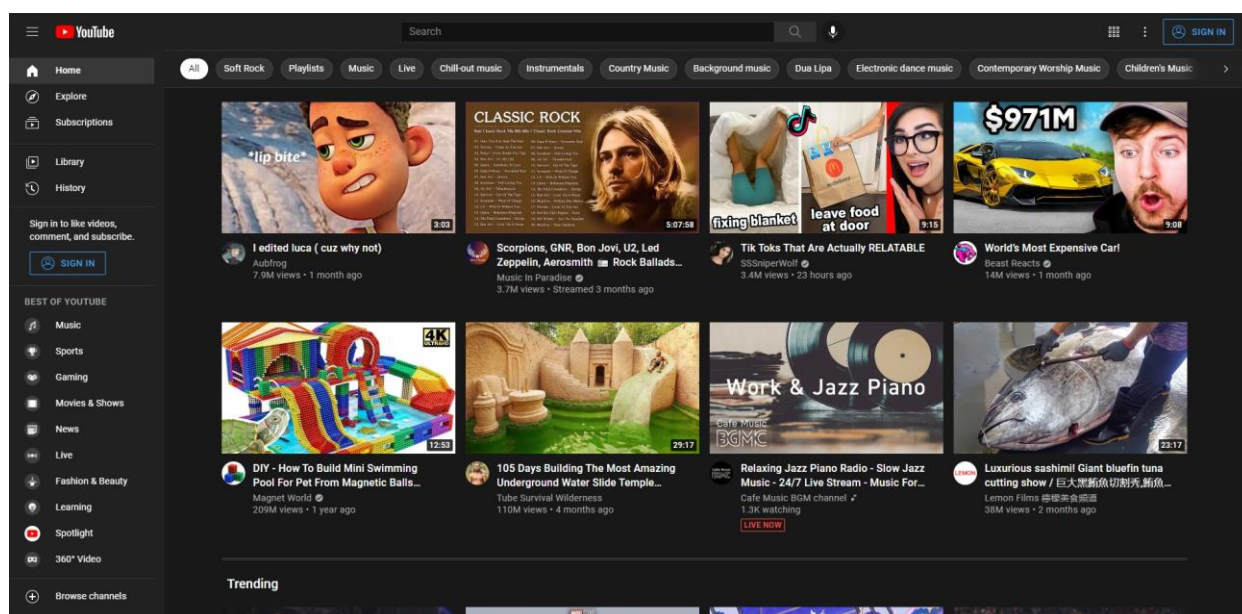 YouTube
Search
SIGN IN
Home
Explore
Subscriptions
Library
History
Sign in to like videos,
comment, and subscribe.
SIGN IN
BEST OF YOUTUBE
Music
Sports
Gaming
Movies & Shows
News
Live
Fashion & Beauty
Learning
Spotlight
360° Video
Browse channels
All Soft Rock Playlists Music Live Chill-out music Instrumentals Country Music Background music Dua Lipa Electronic dance music Contemporary Worship Music Children's Music
*lip bite*
3:03
I edited luca ( cuz why not)
Aubfrog
7.9M views • 1 month ago
CLASSIC ROCK
5:07:58
Scorpions, GNR, Bon Jovi, U2, Led
Zeppelin, Aerosmith 📼 Rock Ballads...
Music In Paradise
3.7M views • Streamed 3 months ago
fixing blanket
leave food
at door
9:15
Tik Toks That Are Actually RELATABLE
SSSniperWolf
3.4M views • 23 hours ago
$971M
9:08
World's Most Expensive Car!
Beast Reacts
14M views • 1 month ago
4K
ULTRA HD
12:53
DIY - How To Build Mini Swimming
Pool For Pet From Magnetic Balls...
Magnet World
209M views • 1 year ago
29:17
105 Days Building The Most Amazing
Underground Water Slide Temple...
Tube Survival Wilderness
110M views • 4 months ago
Work & Jazz Piano
Cafe Music
BGMC
Relaxing Jazz Piano Radio - Slow Jazz
Music - 24/7 Live Stream - Music For...
Cafe Music BGM channel
1.3K watching
LIVE NOW
23:17
LEMON
Luxurious sashimi! Giant bluefin tuna
cutting show / 巨大黑鮪魚切割秀,鮪魚...
Lemon Films 檸檬美食頻道
38M views • 2 months ago
Trending